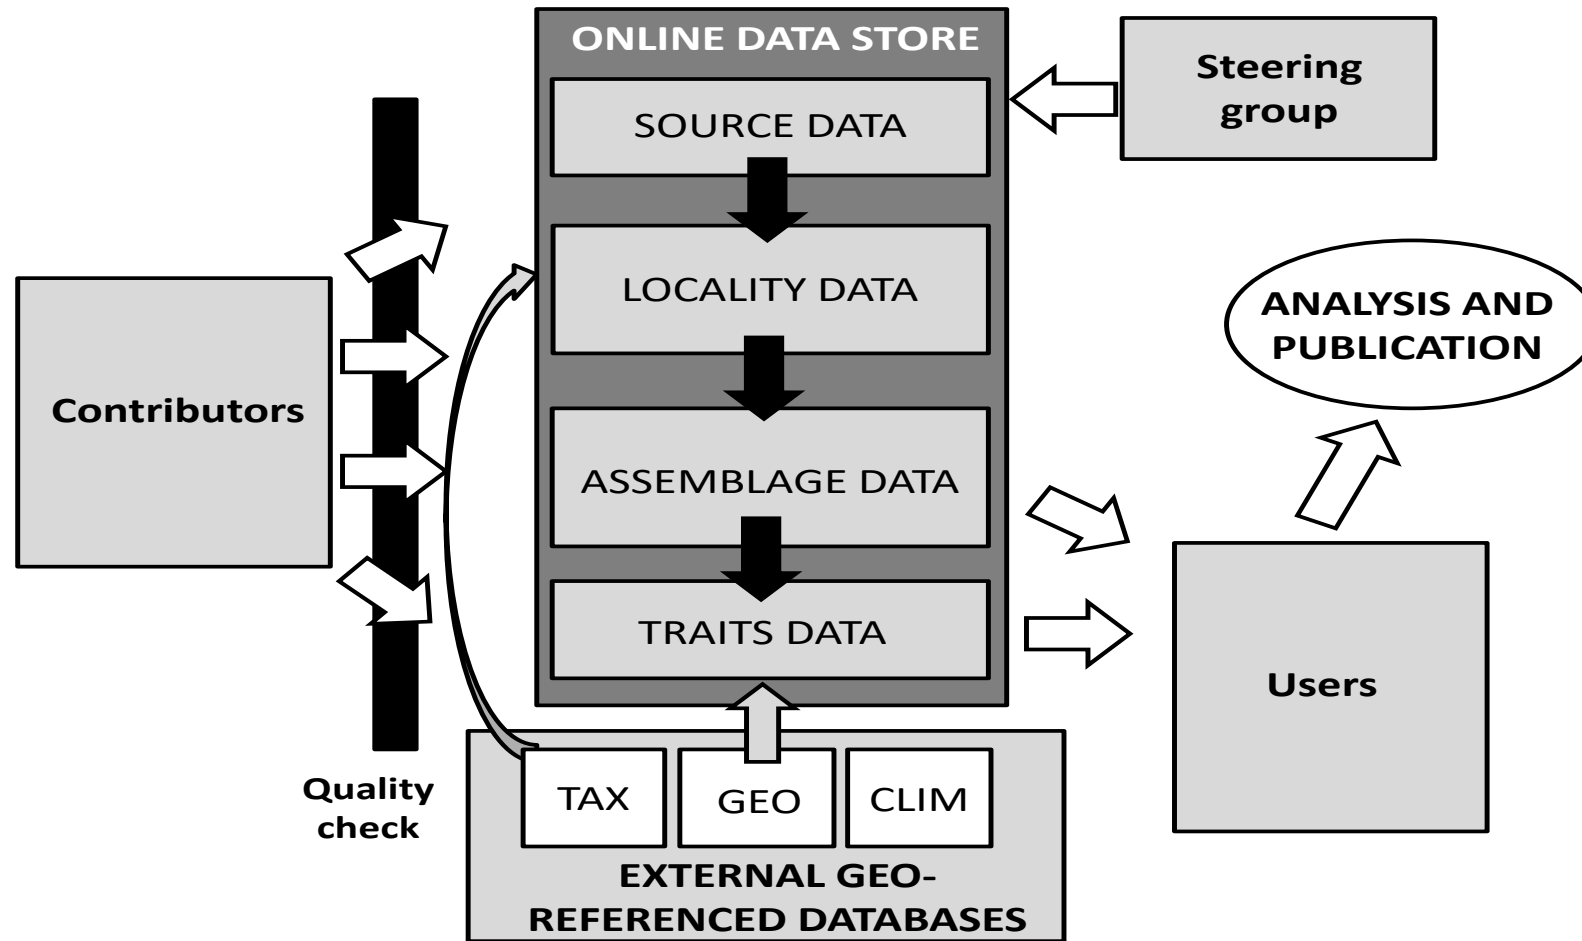 ONLINE DATA STORE
SOURCE DATA
LOCALITY DATA
ASSEMBLAGE DATA
TRAITS DATA
Steering
group
Contributors
Quality
check
ANALYSIS AND
PUBLICATION
Users
TAX
GEO
CLIM
EXTERNAL GEO-
REFERENCED DATABASES